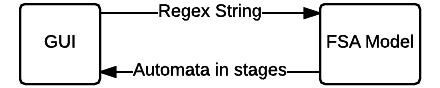 Regex String
GUI
FSA Model
Automata in stages